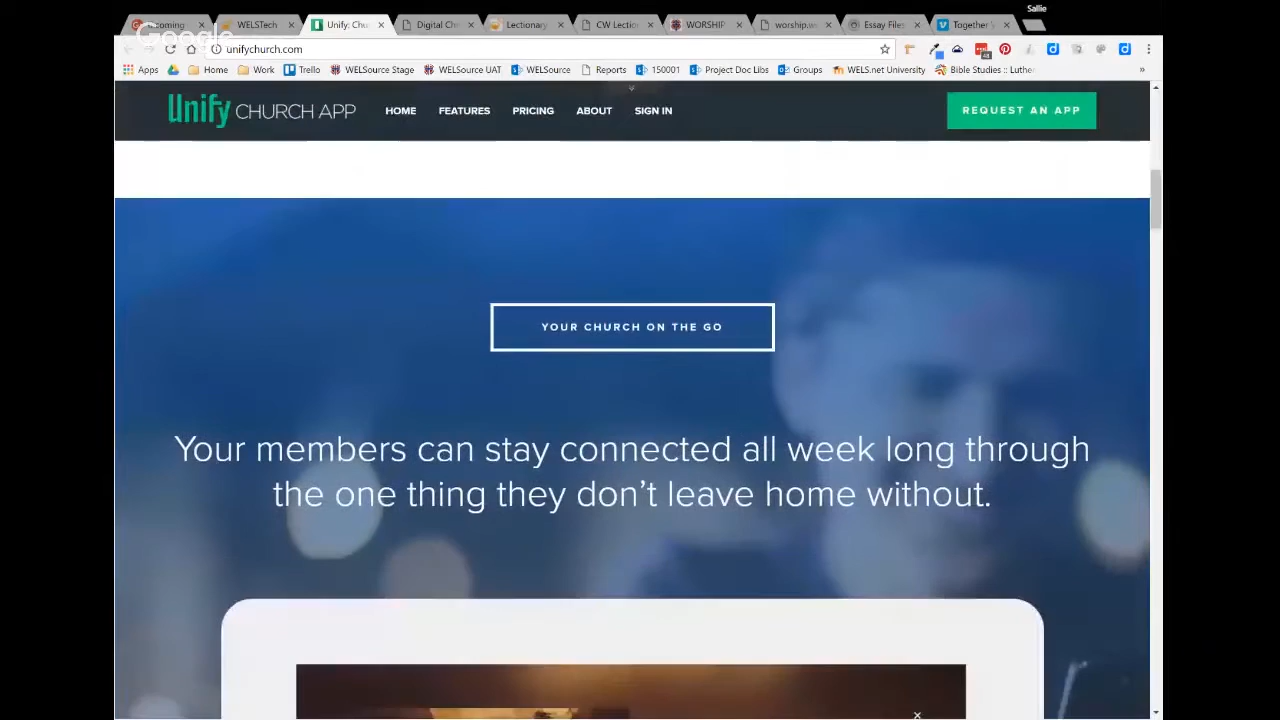 Sallie
Google
coming
WELSTech
Unify: Chu
Digital Ch
Lectionary
CW Lectio
WORSHIP
worship.we
Essay Files
Together
unifychurch.com
Apps
Home
Work
Trello
WELSource Stage
WELSource UAT
WELSource
Reports
150001
Project Doc Libs
Groups
WELS.net University
Bible Studies :: Luthe
»
Unify CHURCH APP
HOME
FEATURES
PRICING
ABOUT
SIGN IN
REQUEST AN APP
YOUR CHURCH ON THE GO
Your members can stay connected all week long through
the one thing they don’t leave home without.